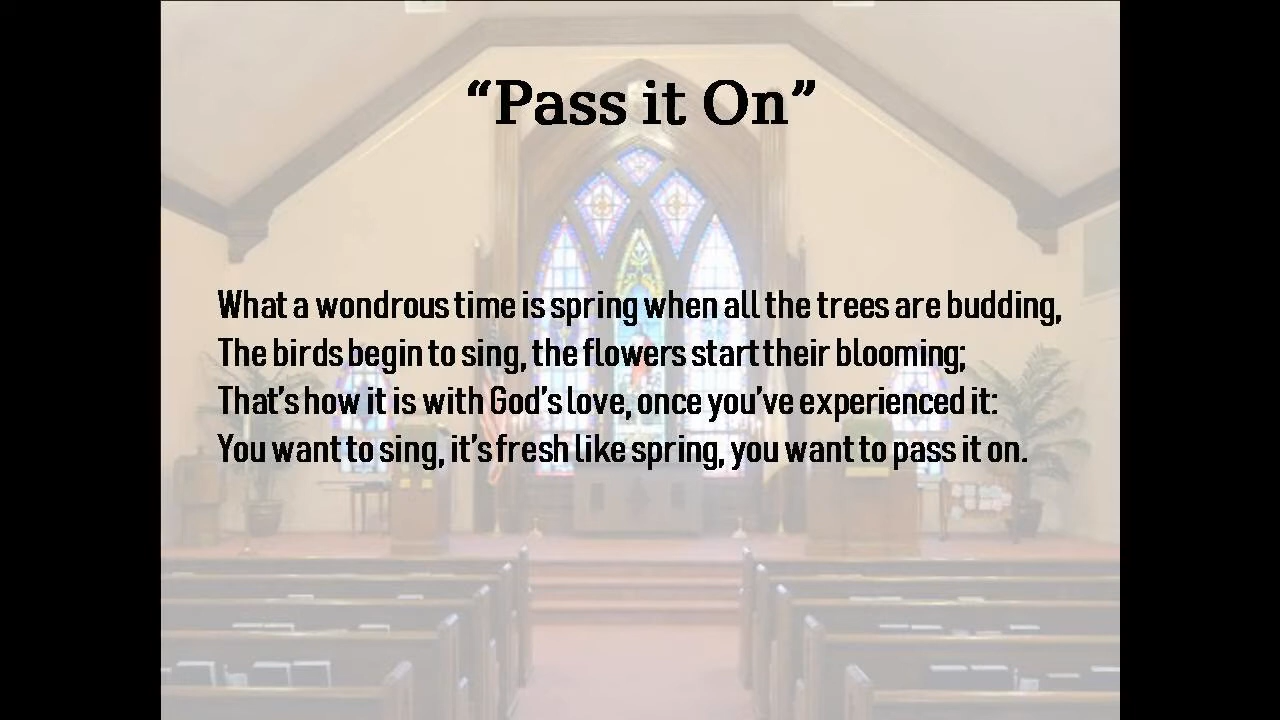 “Pass it On”
What a wondrous time is spring when all the trees are budding,
The birds begin to sing, the flowers start their blooming;
That’s how it is with God’s love, once you’ve experienced it:
You want to sing, it’s fresh like spring, you want to pass it on.